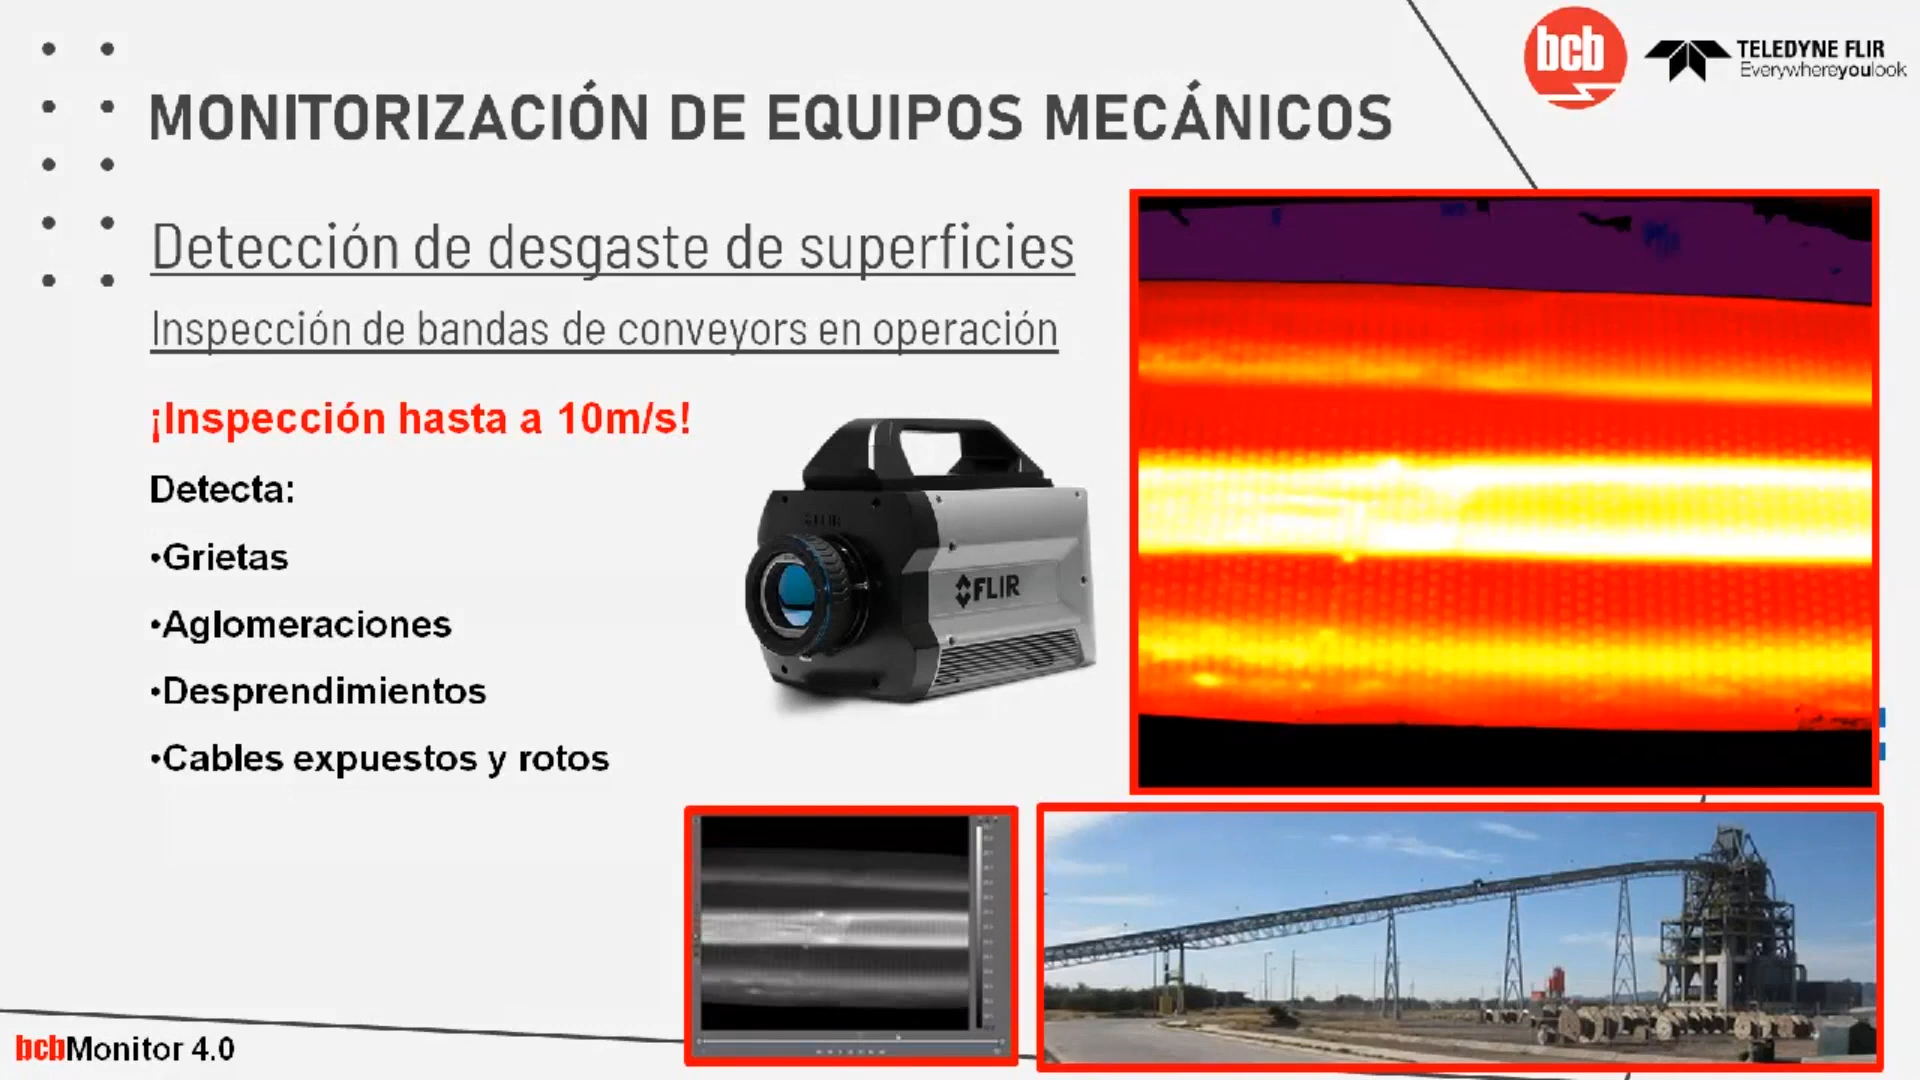 bcb
TELEDYNE FLIR
Everywhereyoulook
MONITORIZACIÓN DE EQUIPOS MECÁNICOS
Detección de desgaste de superficies
Inspección de bandas de conveyors en operación
¡Inspección hasta a 10m/s!
Detecta:
•Grietas
•Aglomeraciones
•Desprendimientos
•Cables expuestos y rotos
FLIR
FLIR
bcbMonitor 4.0